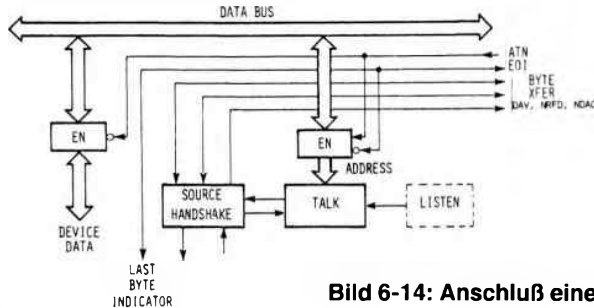 DATA BUS
ATN
EOI
BYTE
XFER
DAV, NRFD, NDAC
EN
EN
ADDRESS
SOURCE
HANDSHAKE
TALK
LISTEN
DEVICE
DATA
LAST
BYTE
INDICATOR
Bild 6-14: Anschluß eine